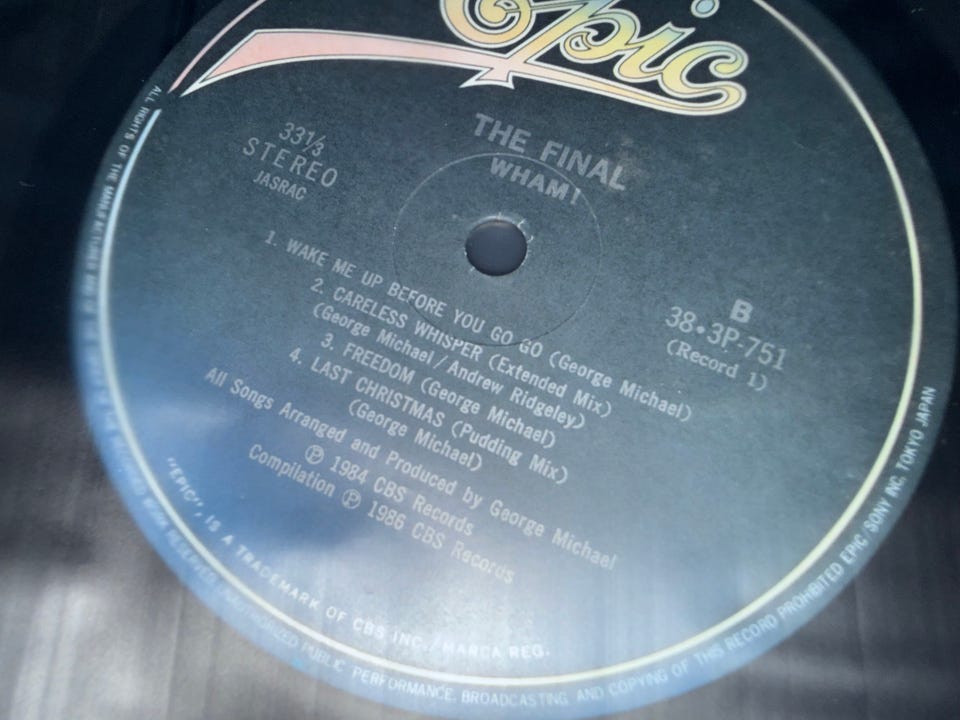 Epic
THE FINAL
WHAM!
33⅓
STEREO
JASRAC
B
38・3P-751
(Record 1)
1. WAKE ME UP BEFORE YOU GO GO (George Michael)
2. CARELESS WHISPER (Extended Mix)
(George Michael/Andrew Ridgeley)
3. FREEDOM (George Michael)
4. LAST CHRISTMAS (Pudding Mix)
(George Michael)
All Songs Arranged and Produced by George Michael
Ⓟ 1984 CBS Records
Compilation Ⓟ 1986 CBS Records
"EPIC", IS A TRADEMARK OF CBS INC./MARCA REG.
ALL RIGHTS OF THE MANUFACTURER AND OF THE RESERVED UNAUTHORIZED PUBLIC PERFORMANCE, BROADCASTING AND COPYING OF THIS RECORD PROHIBITED EPIC/SONY INC. TOKYO JAPAN